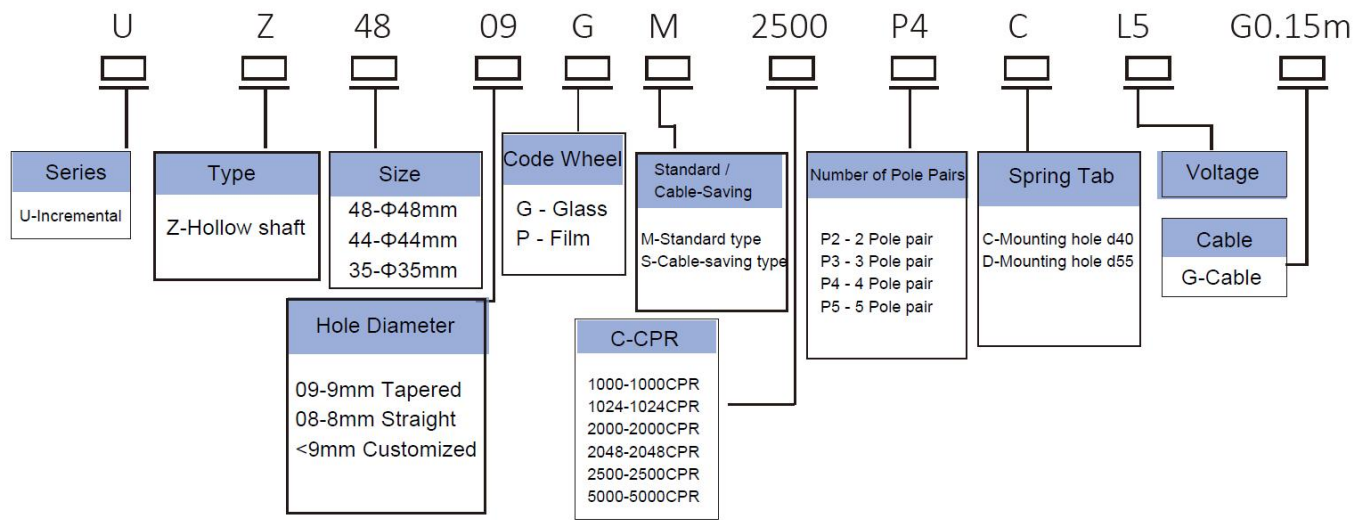 U Z 48 09 G M 2500 P4 C L5 G0.15m
Series
U-Incremental
Type
Z-Hollow shaft
Size
48-Φ48mm
44-Φ44mm
35-Φ35mm
Hole Diameter
09-9mm Tapered
08-8mm Straight
<9mm Customized
Code Wheel
G - Glass
P - Film
Standard /
Cable-Saving
M-Standard type
S-Cable-saving type
C-CPR
1000-1000CPR
1024-1024CPR
2000-2000CPR
2048-2048CPR
2500-2500CPR
5000-5000CPR
Number of Pole Pairs
P2 - 2 Pole pair
P3 - 3 Pole pair
P4 - 4 Pole pair
P5 - 5 Pole pair
Spring Tab
C-Mounting hole d40
D-Mounting hole d55
Voltage
Cable
G-Cable